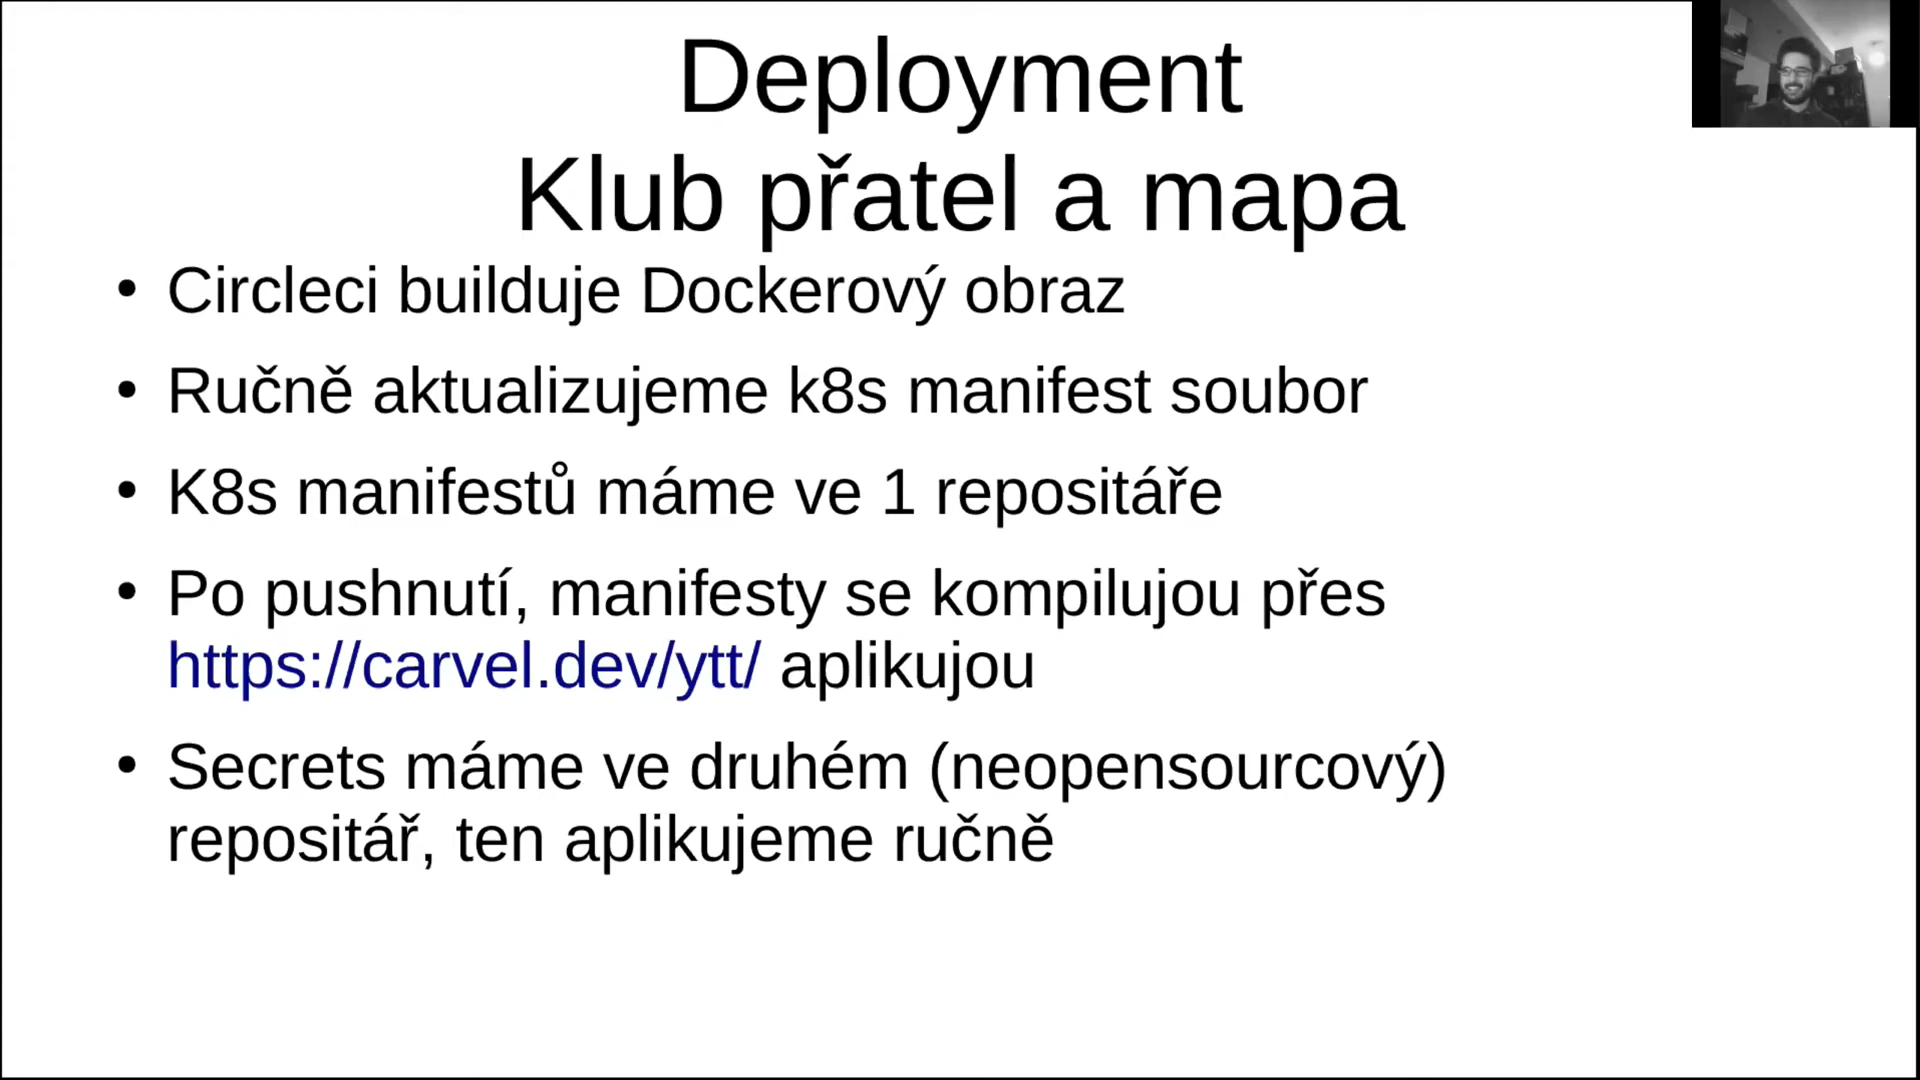 Deployment
Klub přatel a mapa
• Circleci builduje Dockerový obraz
• Ručně aktualizujeme k8s manifest soubor
• K8s manifestů máme ve 1 repositáře
• Po pushnutí, manifesty se kompilujou přes
https://carvel.dev/ytt/ aplikujou
• Secrets máme ve druhém (neopensourcový)
repositář, ten aplikujeme ručně